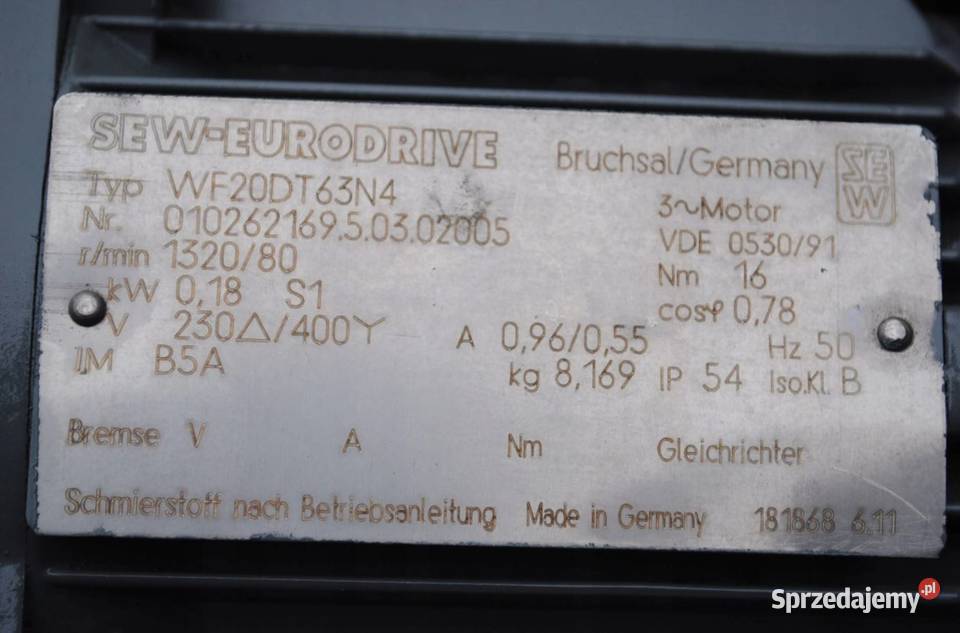 SEW-EURODRIVE Bruchsal/Germany SEW
Typ WF20DT63N4 3~Motor
Nr. 010262169.5.03.02005 VDE 0530/91
r/min 1320/80 Nm 16
kW 0,18 S1 cosφ 0,78
V 230△/400Y A 0,96/0,55 Hz 50
IM B5A kg 8,169 IP 54 Iso.Kl. B
Bremse V A Nm Gleichrichter
Schmierstoff nach Betriebsanleitung Made in Germany 181868 6.11
Sprzedajemy.pl